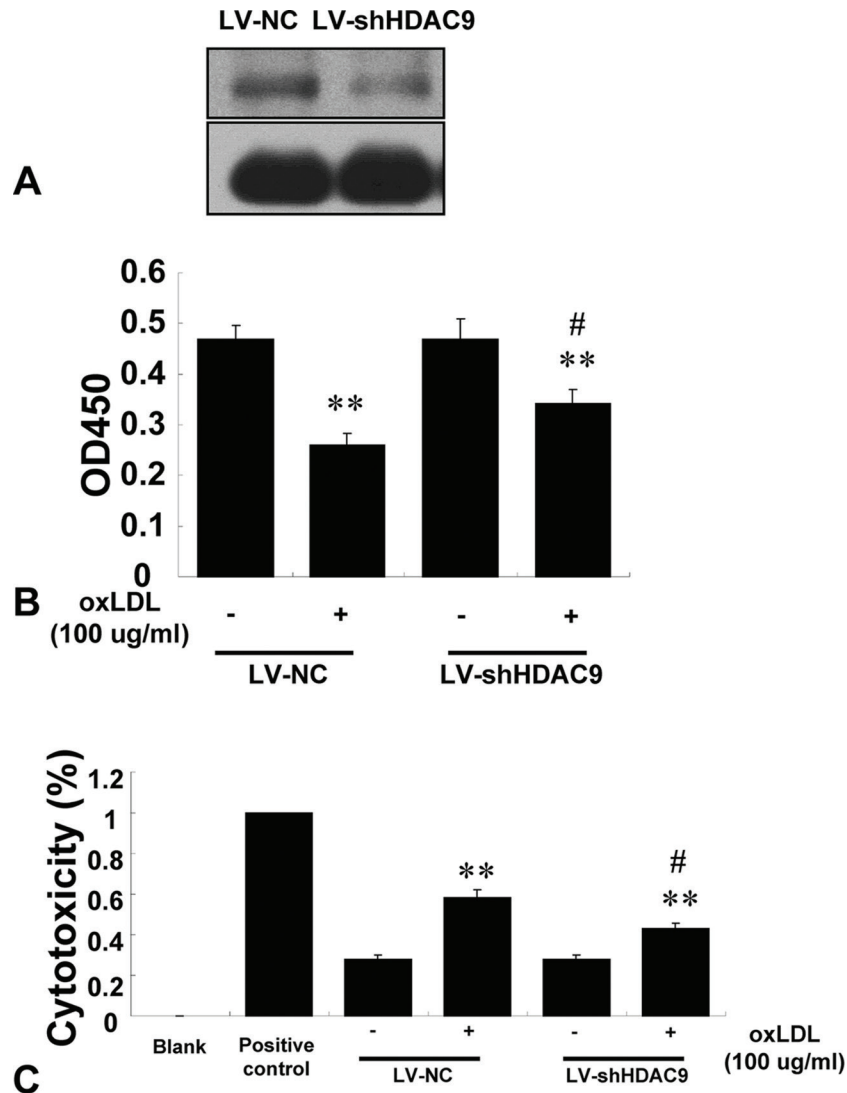 LV-NC LV-shHDAC9
A
0.6
0.5
0.4
0.3
0.2
0.1
0
OD450
**
#
**
B
oxLDL
(100 ug/ml)
- + - +
LV-NC LV-shHDAC9
Cytotoxicity (%)
1.2
1
0.8
0.6
0.4
0.2
0
**
#
**
Blank
Positive
control
- + - +
LV-NC LV-shHDAC9
oxLDL
(100 ug/ml)
C